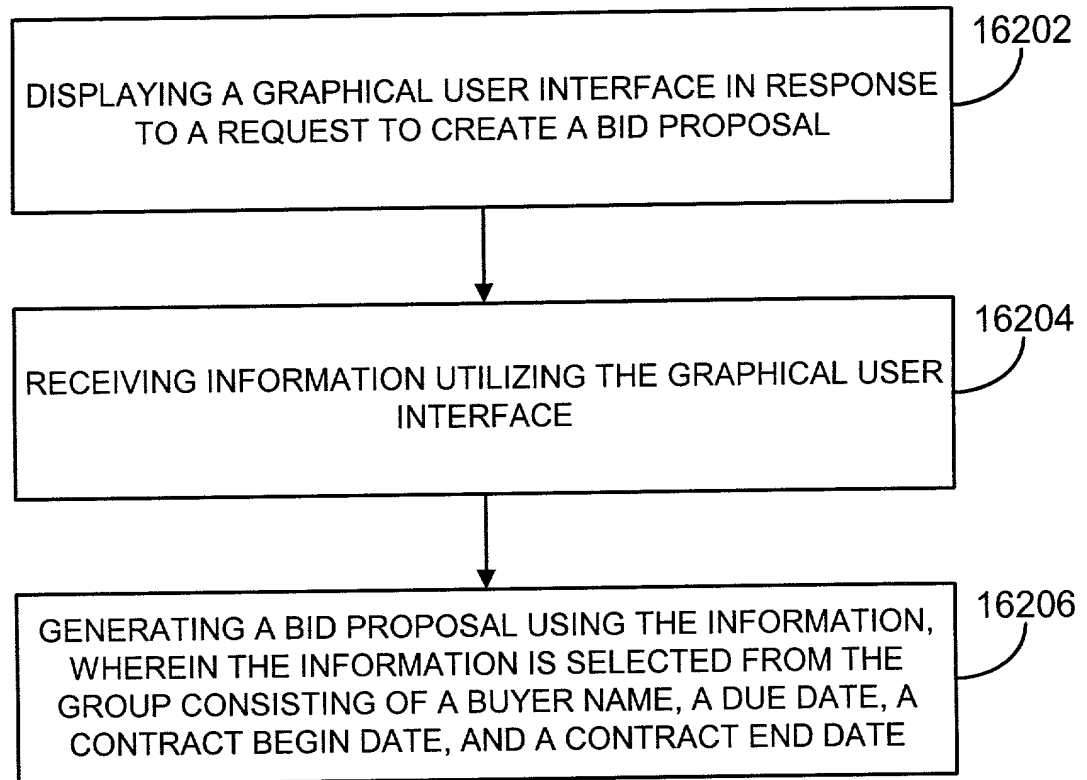 16202
DISPLAYING A GRAPHICAL USER INTERFACE IN RESPONSE
TO A REQUEST TO CREATE A BID PROPOSAL
16204
RECEIVING INFORMATION UTILIZING THE GRAPHICAL USER
INTERFACE
16206
GENERATING A BID PROPOSAL USING THE INFORMATION,
WHEREIN THE INFORMATION IS SELECTED FROM THE
GROUP CONSISTING OF A BUYER NAME, A DUE DATE, A
CONTRACT BEGIN DATE, AND A CONTRACT END DATE